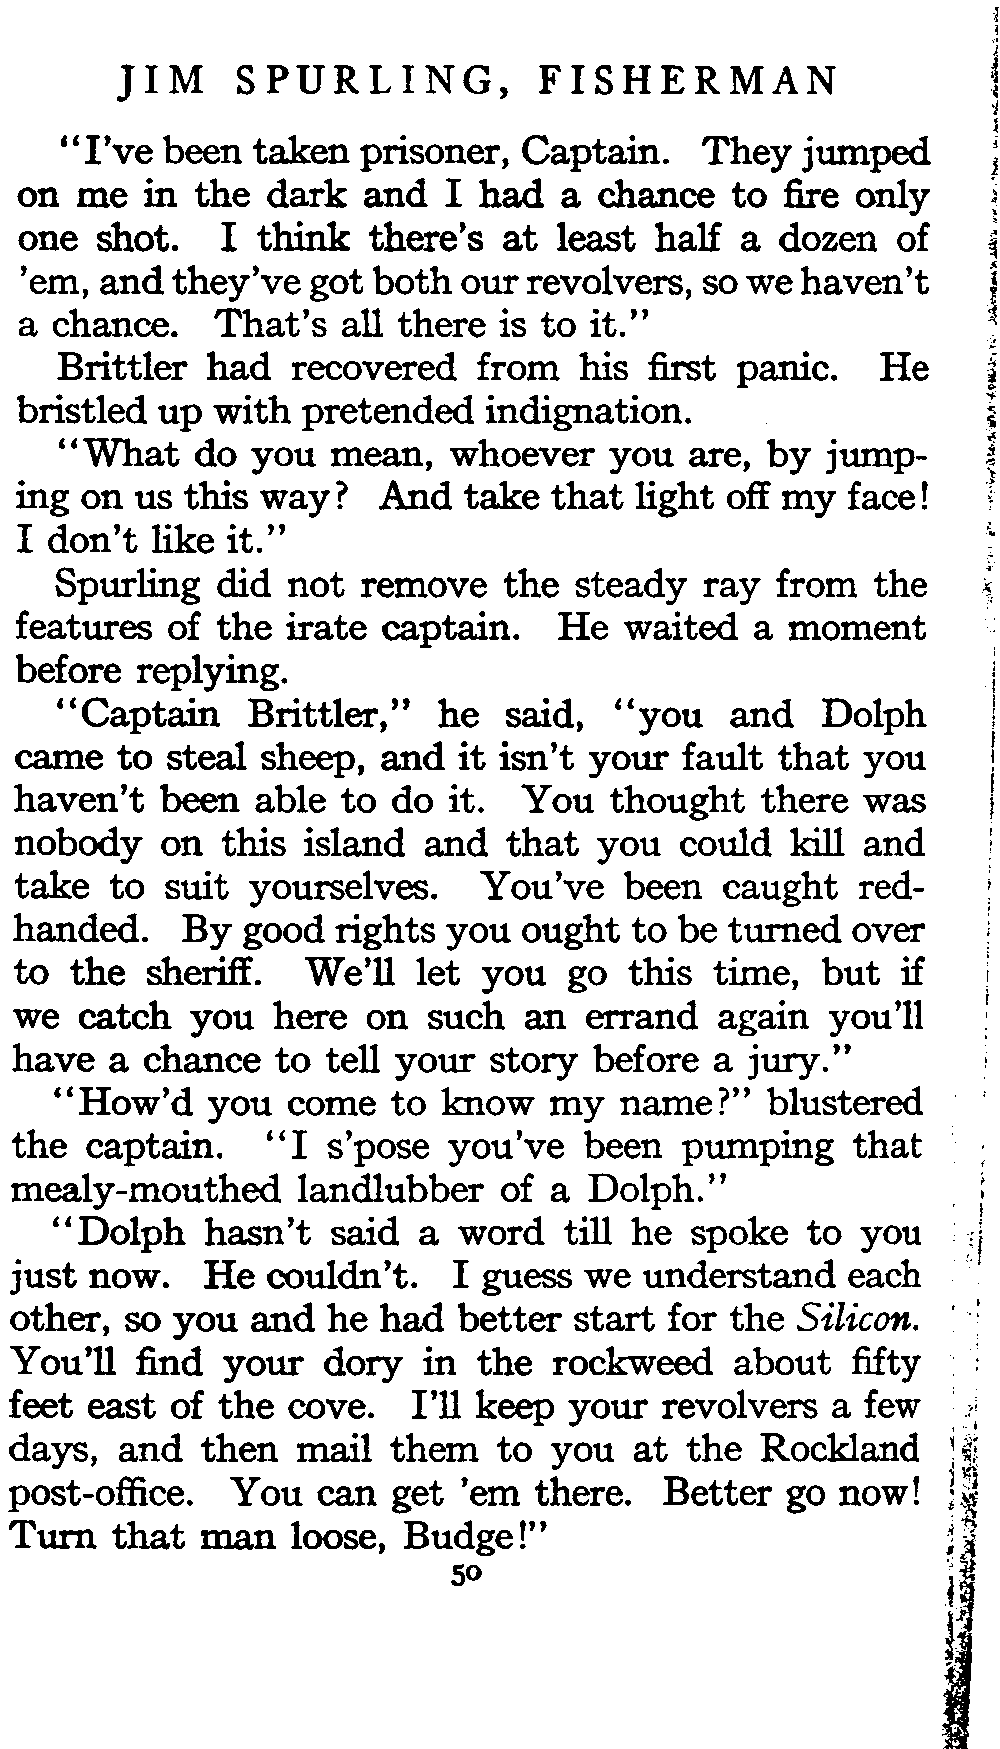 JIM SPURLING, FISHERMAN
"I've been taken prisoner, Captain. They jumped
on me in the dark and I had a chance to fire only
one shot. I think there's at least half a dozen of
'em, and they've got both our revolvers, so we haven't
a chance. That's all there is to it."
Brittler had recovered from his first panic. He
bristled up with pretended indignation.
"What do you mean, whoever you are, by jump-
ing on us this way? And take that light off my face!
I don't like it."
Spurling did not remove the steady ray from the
features of the irate captain. He waited a moment
before replying.
"Captain Brittler," he said, "you and Dolph
came to steal sheep, and it isn't your fault that you
haven't been able to do it. You thought there was
nobody on this island and that you could kill and
take to suit yourselves. You've been caught red-
handed. By good rights you ought to be turned over
to the sheriff. We'll let you go this time, but if
we catch you here on such an errand again you'll
have a chance to tell your story before a jury."
"How'd you come to know my name?" blustered
the captain. "I s'pose you've been pumping that
mealy-mouthed landlubber of a Dolph."
"Dolph hasn't said a word till he spoke to you
just now. He couldn't. I guess we understand each
other, so you and he had better start for the Silicon.
You'll find your dory in the rockweed about fifty
feet east of the cove. I'll keep your revolvers a few
days, and then mail them to you at the Rockland
post-office. You can get 'em there. Better go now!
Turn that man loose, Budge!"
50